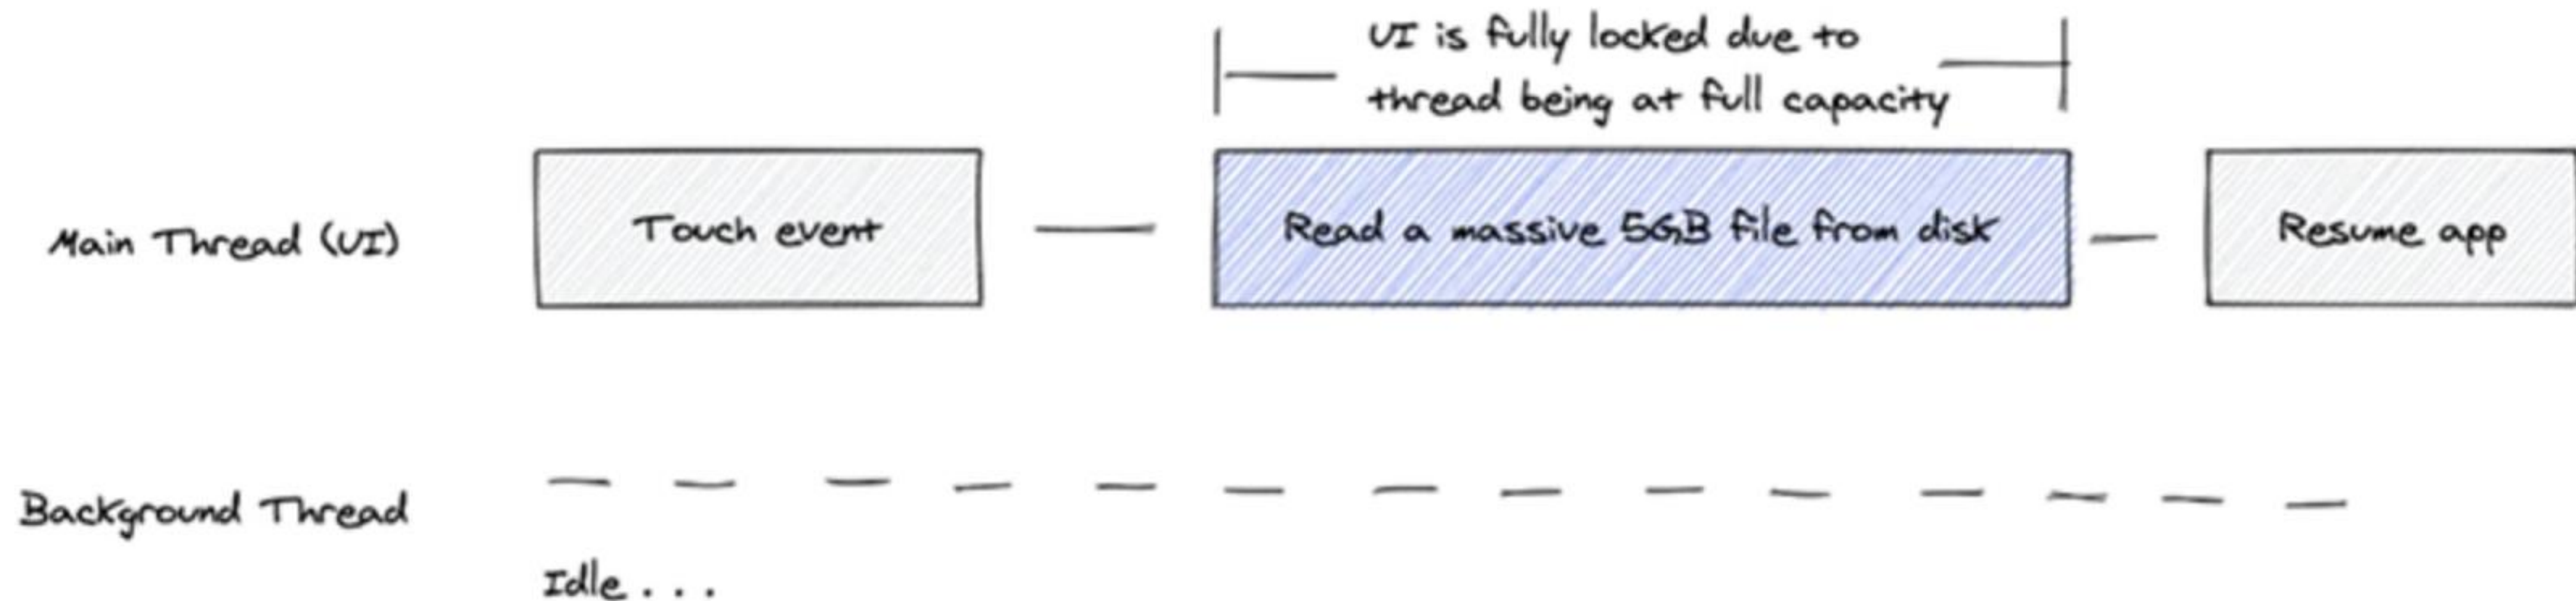 UI is fully locked due to
thread being at full capacity
Main Thread (UI)
Touch event
Read a massive 5GB file from disk
Resume app
Background Thread
Idle...